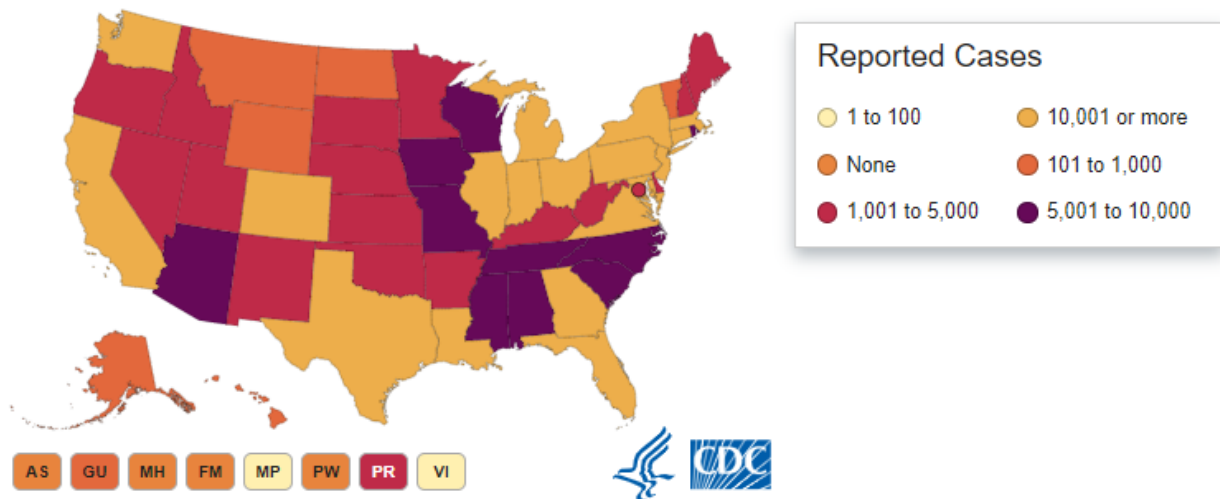 Reported Cases
1 to 100
10,001 or more
None
101 to 1,000
1,001 to 5,000
5,001 to 10,000
AS GU MH FM MP PW PR VI
CDC